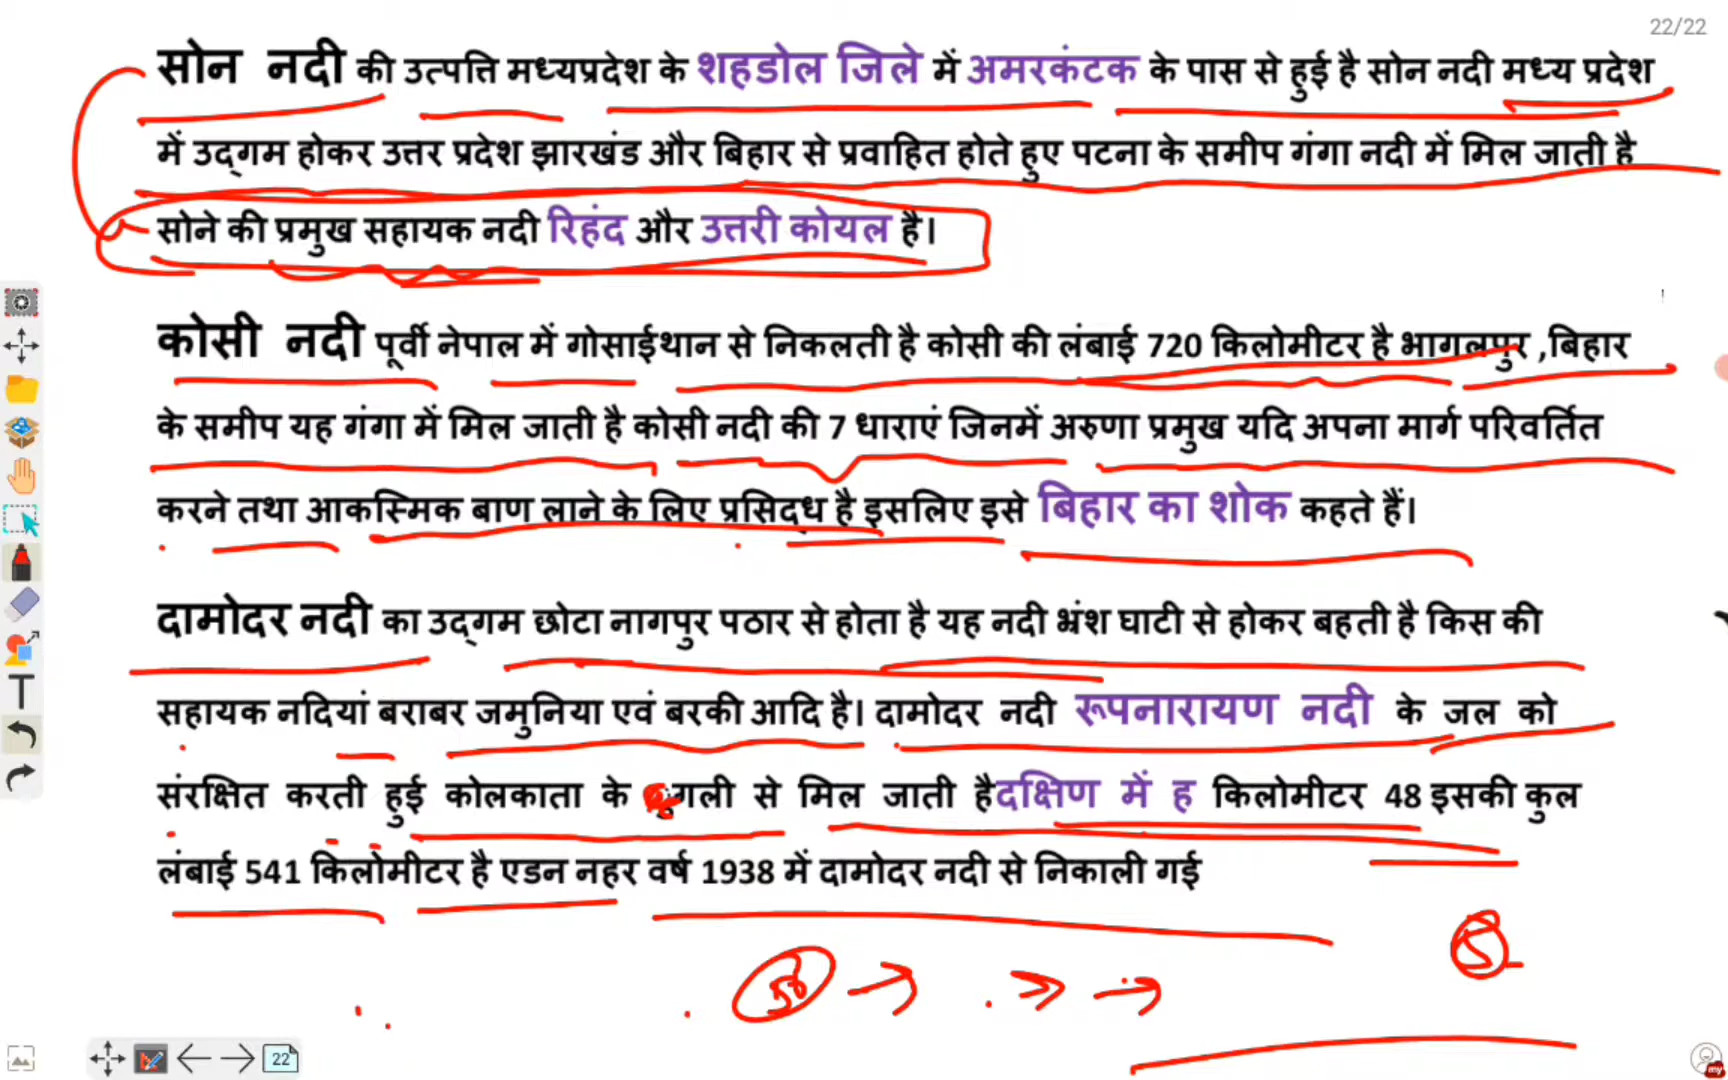 22/22
सोन नदी की उत्पत्ति मध्यप्रदेश के शहडोल जिले में अमरकंटक के पास से हुई है सोन नदी मध्य प्रदेश
में उद्गम होकर उत्तर प्रदेश झारखंड और बिहार से प्रवाहित होते हुए पटना के समीप गंगा नदी में मिल जाती है
सोने की प्रमुख सहायक नदी रिहंद और उत्तरी कोयल है।
कोसी नदी पूर्वी नेपाल में गोसाईथान से निकलती है कोसी की लंबाई 720 किलोमीटर है भागलपुर ,बिहार
के समीप यह गंगा में मिल जाती है कोसी नदी की 7 धाराएं जिनमें अरुणा प्रमुख यदि अपना मार्ग परिवर्तित
करने तथा आकस्मिक बाण लाने के लिए प्रसिद्ध है इसलिए इसे बिहार का शोक कहते हैं।
दामोदर नदी का उद्गम छोटा नागपुर पठार से होता है यह नदी भ्रंश घाटी से होकर बहती है किस की
सहायक नदियां बराबर जमुनिया एवं बरकी आदि है। दामोदर नदी रूपनारायण नदी के जल को
संरक्षित करती हुई कोलकाता के गली से मिल जाती हैदक्षिण में ह किलोमीटर 48 इसकी कुल
लंबाई 541 किलोमीटर है एडन नहर वर्ष 1938 में दामोदर नदी से निकाली गई
T
22
my